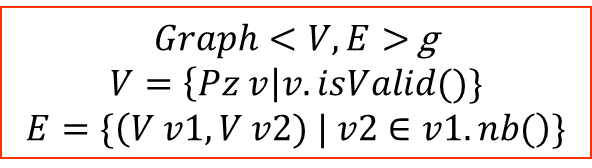 Graph < V, E > g
V = {Pz v|v. isValid()}
E = {(V v1, V v2) | v2 ∈ v1. nb()}